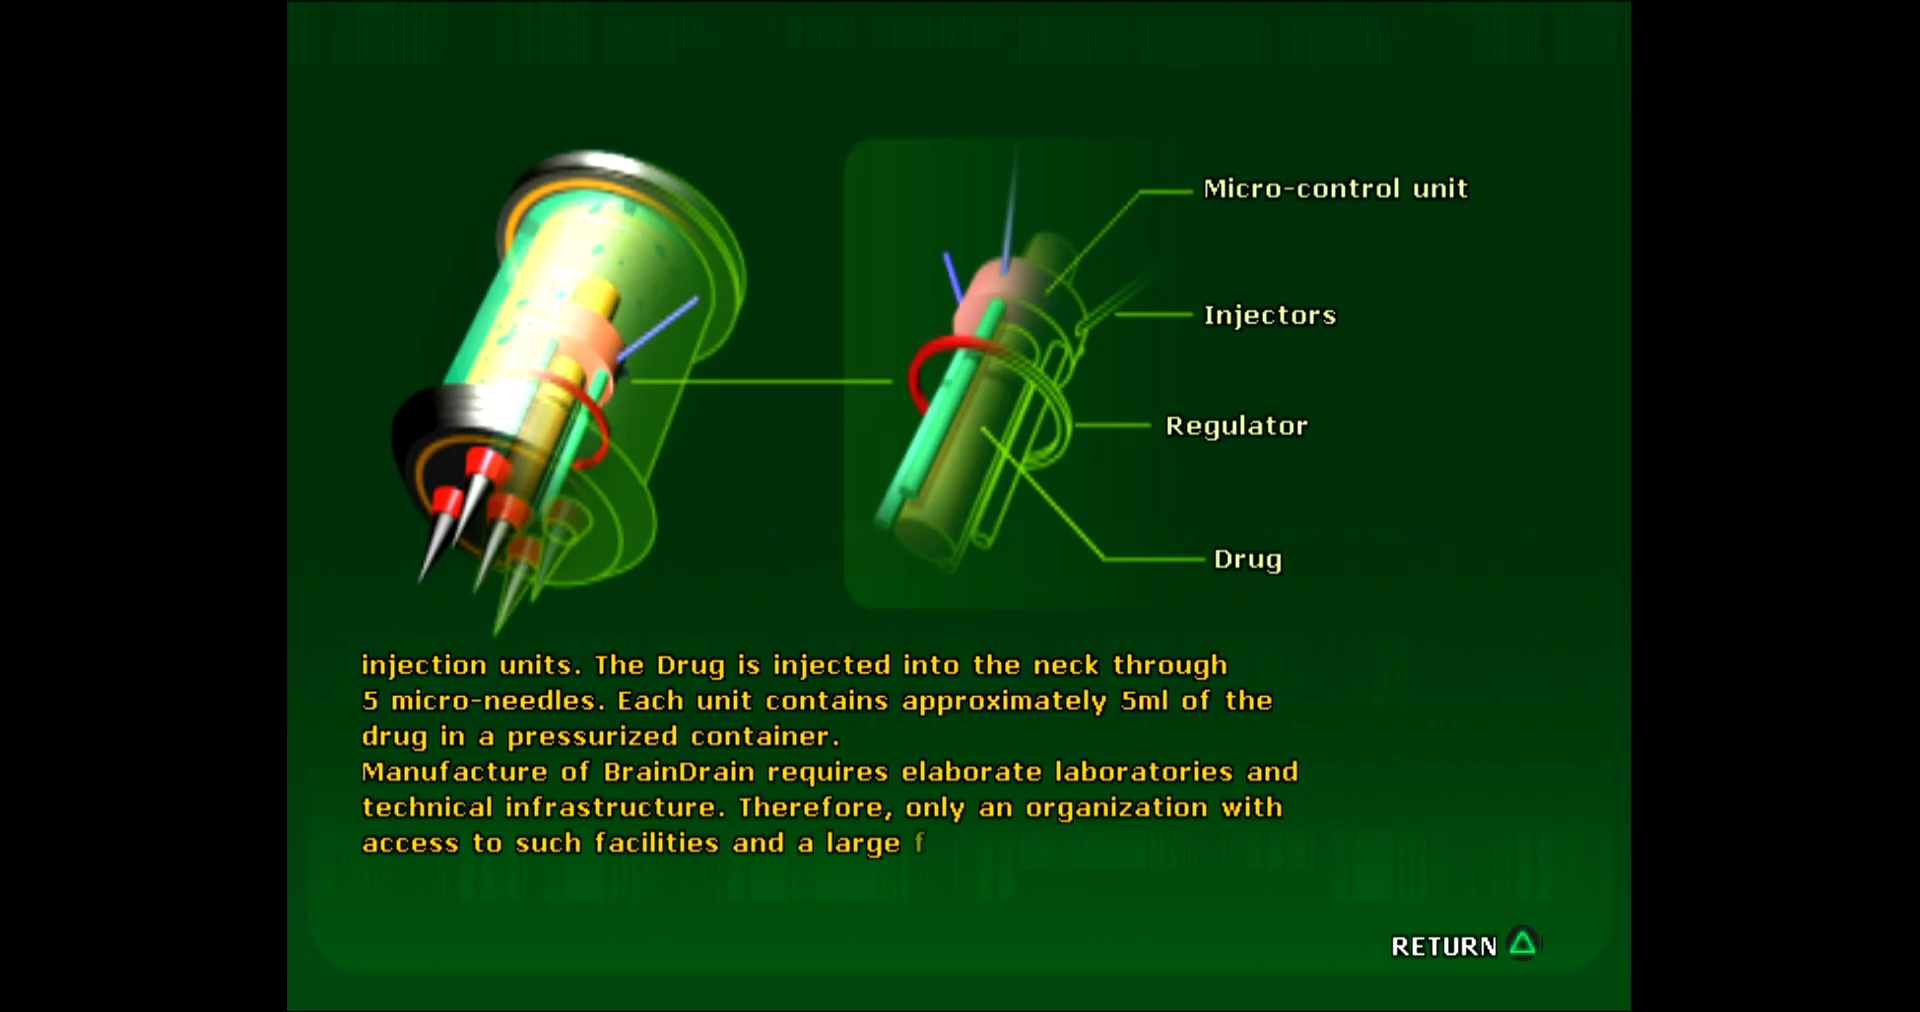 Micro-control unit
Injectors
Regulator
Drug
injection units. The Drug is injected into the neck through
5 micro-needles. Each unit contains approximately 5ml of the
drug in a pressurized container.
Manufacture of BrainDrain requires elaborate laboratories and
technical infrastructure. Therefore, only an organization with
access to such facilities and a large f
RETURN